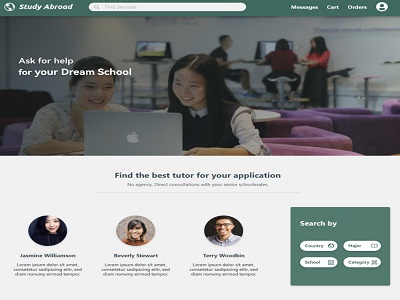 Study Abroad
Find Services
Messages Cart Orders
Ask for help
for your Dream School
Find the best tutor for your application
No agency. Direct consultations with your senior schoolmates.
Search by
Country Major
School Category
Jasmine Williamson
Beverly Stewart
Terry Woodkin
Lorem ipsum dolor sit amet,
consetetur sadipscing elitr, sed
diam nonumy eirmod tempor.
Lorem ipsum dolor sit amet,
consetetur sadipscing elitr, sed
diam nonumy eirmod tempor.
Lorem ipsum dolor sit amet,
consetetur sadipscing elitr, sed
diam nonumy eirmod tempor.